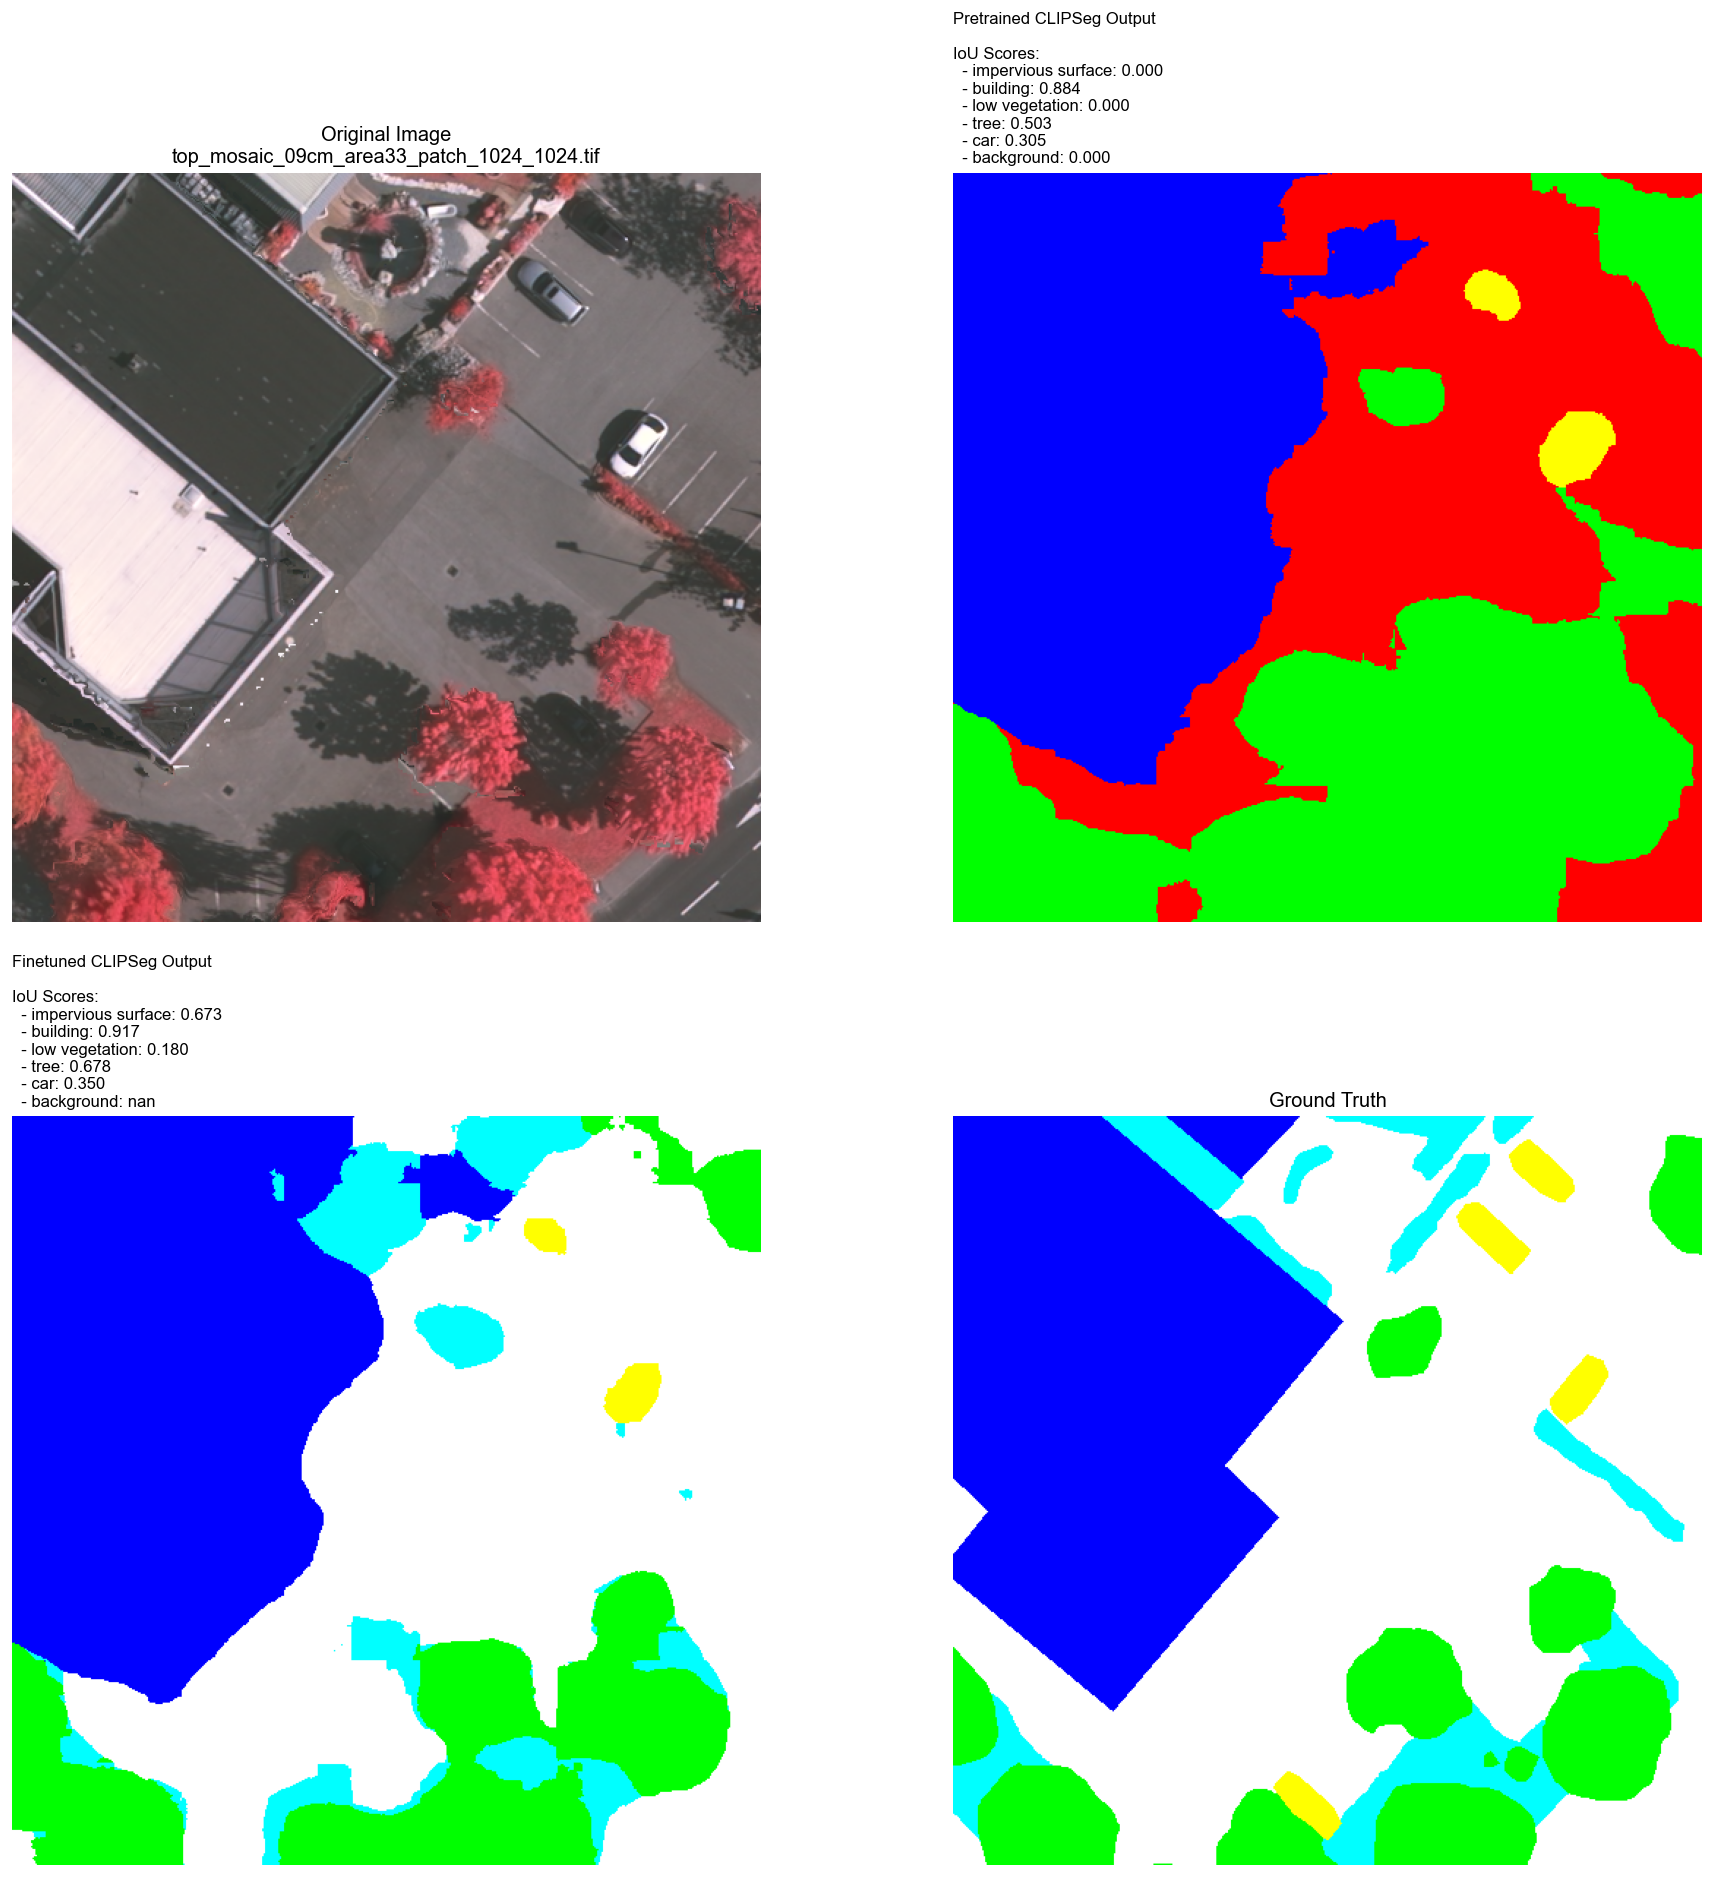 Original Image
top_mosaic_09cm_area33_patch_1024_1024.tif
Pretrained CLIPSeg Output
IoU Scores:
- impervious surface: 0.000
- building: 0.884
- low vegetation: 0.000
- tree: 0.503
- car: 0.305
- background: 0.000
Finetuned CLIPSeg Output
IoU Scores:
- impervious surface: 0.673
- building: 0.917
- low vegetation: 0.180
- tree: 0.678
- car: 0.350
- background: nan
Ground Truth